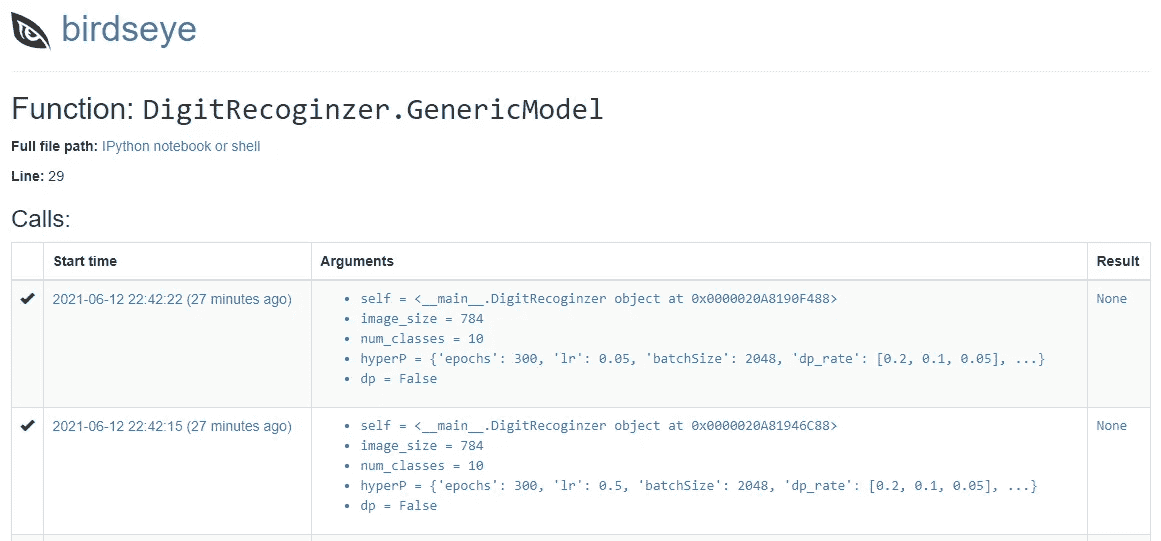 birdseye
Function: DigitRecoginzer.GenericModel
Full file path: IPython notebook or shell
Line: 29
Calls:
Start time Arguments Result
2021-06-12 22:42:22 (27 minutes ago) • self = <__main__.DigitRecoginzer object at 0x0000020A8190F488> None
• image_size = 784
• num_classes = 10
• hyperP = {'epochs': 300, 'lr': 0.05, 'batchSize': 2048, 'dp_rate': [0.2, 0.1, 0.05], ...}
• dp = False
2021-06-12 22:42:15 (27 minutes ago) • self = <__main__.DigitRecoginzer object at 0x0000020A81946C88> None
• image_size = 784
• num_classes = 10
• hyperP = {'epochs': 300, 'lr': 0.5, 'batchSize': 2048, 'dp_rate': [0.2, 0.1, 0.05], ...}
• dp = False